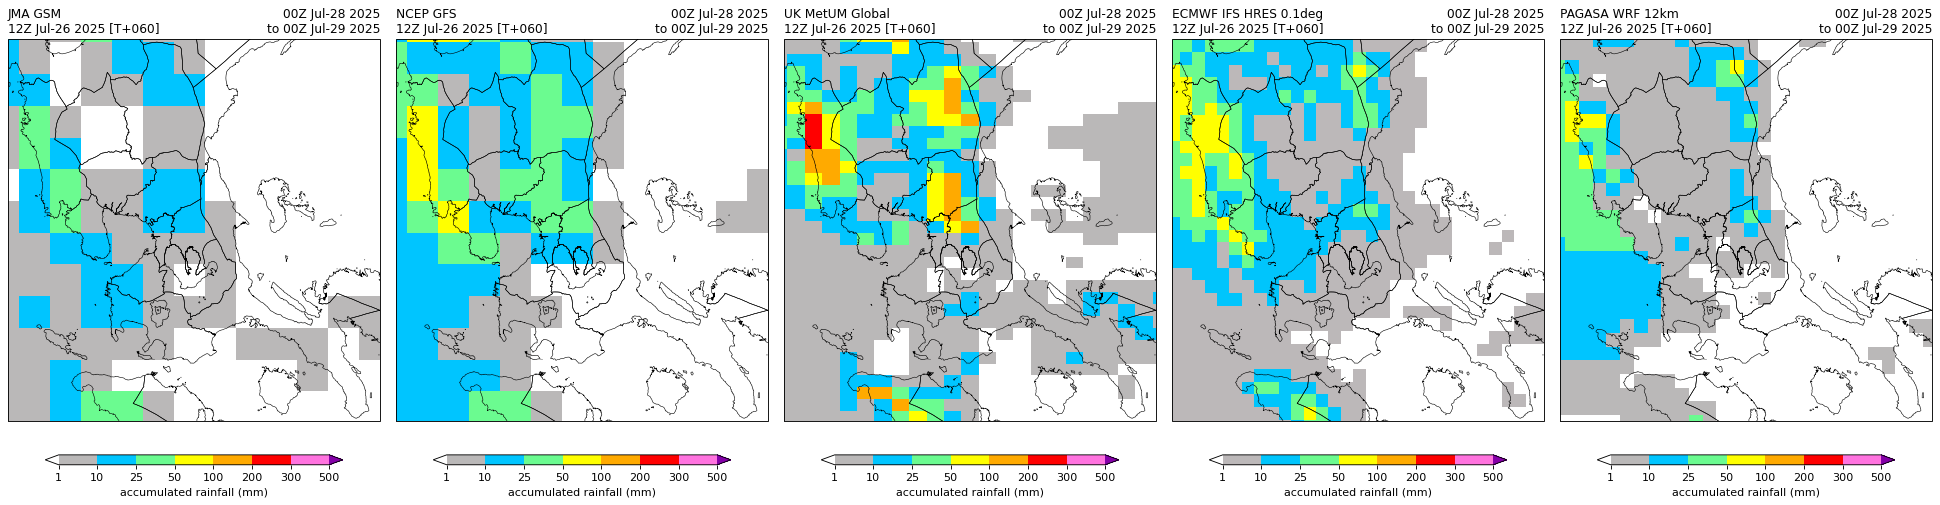 JMA GSM 00Z Jul-28 2025
12Z Jul-26 2025 [T+060] to 00Z Jul-29 2025
NCEP GFS 00Z Jul-28 2025
12Z Jul-26 2025 [T+060] to 00Z Jul-29 2025
UK MetUM Global 00Z Jul-28 2025
12Z Jul-26 2025 [T+060] to 00Z Jul-29 2025
ECMWF IFS HRES 0.1deg 00Z Jul-28 2025
12Z Jul-26 2025 [T+060] to 00Z Jul-29 2025
PAGASA WRF 12km 00Z Jul-28 2025
12Z Jul-26 2025 [T+060] to 00Z Jul-29 2025
1 10 25 50 100 200 300 500
accumulated rainfall (mm)
1 10 25 50 100 200 300 500
accumulated rainfall (mm)
1 10 25 50 100 200 300 500
accumulated rainfall (mm)
1 10 25 50 100 200 300 500
accumulated rainfall (mm)
1 10 25 50 100 200 300 500
accumulated rainfall (mm)